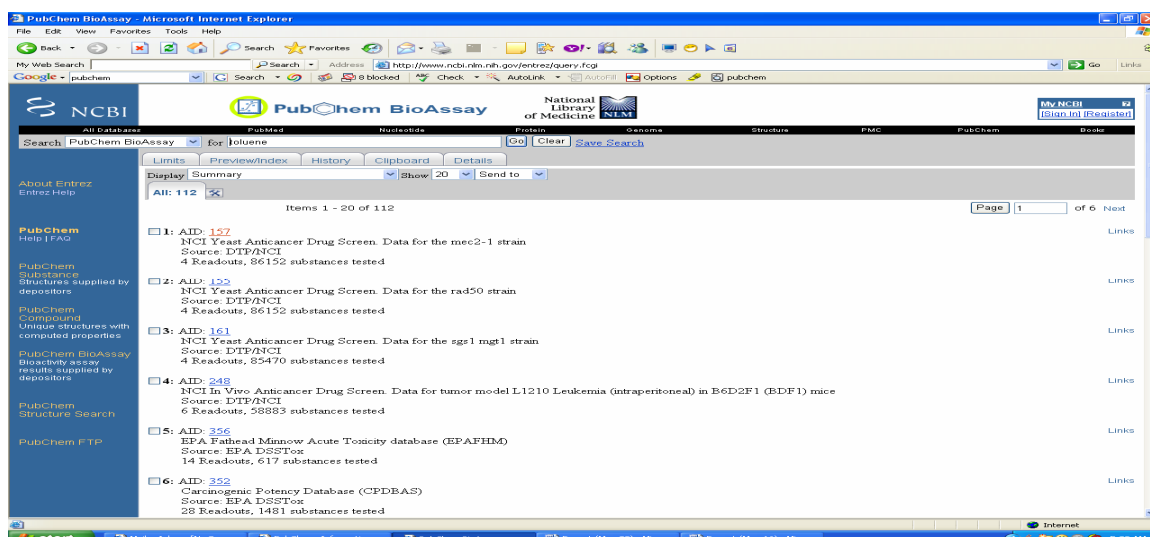 PubChem BioAssay - Microsoft Internet Explorer
File Edit View Favorites Tools Help
Back Search Favorites
My Web Search Search Address http://www.ncbi.nlm.nih.gov/entrez/query.fcgi Go Links
Google pubchem Search 8 blocked Check AutoLink AutoFill Options pubchem
NCBI PubChem BioAssay National Library of Medicine NLM My NCBI [Sign In] [Register]
All Databases PubMed Nucleotide Protein Genome Structure PMC PubChem Books
Search PubChem BioAssay for toluene Go Clear Save Search
Limits Preview/Index History Clipboard Details
Display Summary Show 20 Send to
All: 112
Items 1 - 20 of 112 Page 1 of 6 Next
About Entrez
Entrez Help
PubChem
Help | FAQ
PubChem
Substance
Structures supplied by
depositors
PubChem
Compound
Unique structures with
computed properties
PubChem BioAssay
Bioactivity assay
results supplied by
depositors
PubChem
Structure Search
PubChem FTP
1: AID: 157 Links
NCI Yeast Anticancer Drug Screen. Data for the mec2-1 strain
Source: DTP/NCI
4 Readouts, 86152 substances tested
2: AID: 155 Links
NCI Yeast Anticancer Drug Screen. Data for the rad50 strain
Source: DTP/NCI
4 Readouts, 86152 substances tested
3: AID: 161 Links
NCI Yeast Anticancer Drug Screen. Data for the sgs1 mgt1 strain
Source: DTP/NCI
4 Readouts, 85470 substances tested
4: AID: 248 Links
NCI In Vivo Anticancer Drug Screen. Data for tumor model L1210 Leukemia (intraperitoneal) in B6D2F1 (BDF1) mice
Source: DTP/NCI
6 Readouts, 58883 substances tested
5: AID: 356 Links
EPA Fathead Minnow Acute Toxicity database (EPAFHM)
Source: EPA DSSTox
14 Readouts, 617 substances tested
6: AID: 352 Links
Carcinogenic Potency Database (CPDBAS)
Source: EPA DSSTox
28 Readouts, 1481 substances tested
Internet